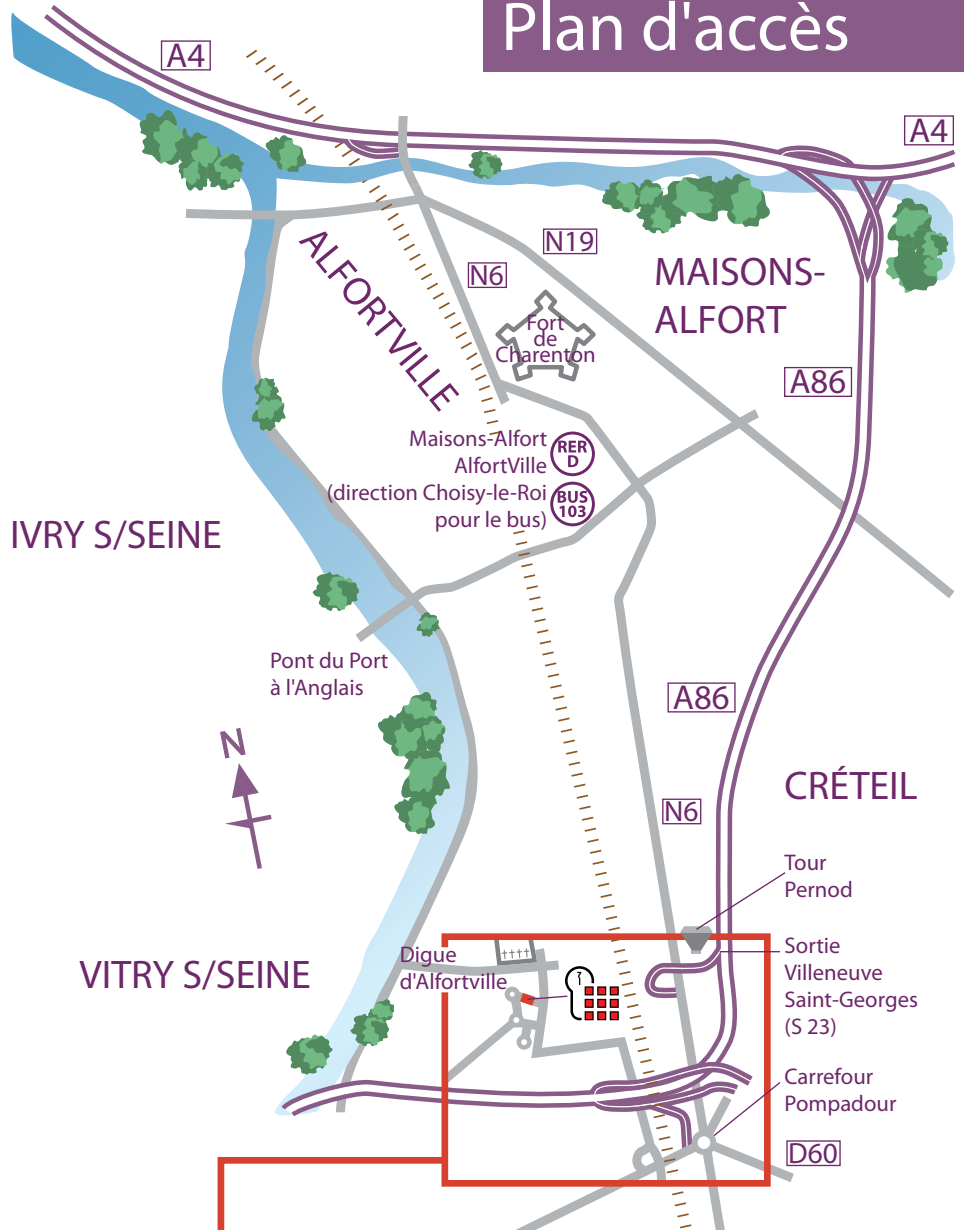 Plan d'accès
A4
A4
N19
ALFORTVILLE
N6
MAISONS-
ALFORT
Fort
de
Charenton
A86
Maisons-Alfort
AlfortVille
(direction Choisy-le-Roi
pour le bus)
RER
D
BUS
103
IVRY S/SEINE
Pont du Port
à l'Anglais
A86
N
CRÉTEIL
N6
Tour
Pernod
Digue
d'Alfortville
VITRY S/SEINE
Sortie
Villeneuve
Saint-Georges
(S 23)
Carrefour
Pompadour
D60